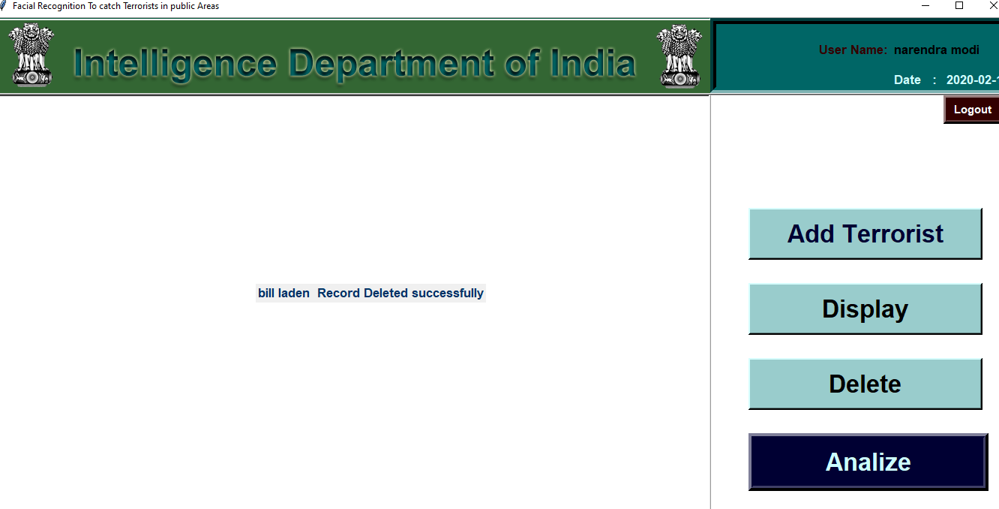 Facial Recognition To catch Terrorists in public Areas
Intelligence Department of India
User Name: narendra modi
Date : 2020-02-1
Logout
bill laden Record Deleted successfully
Add Terrorist
Display
Delete
Analize